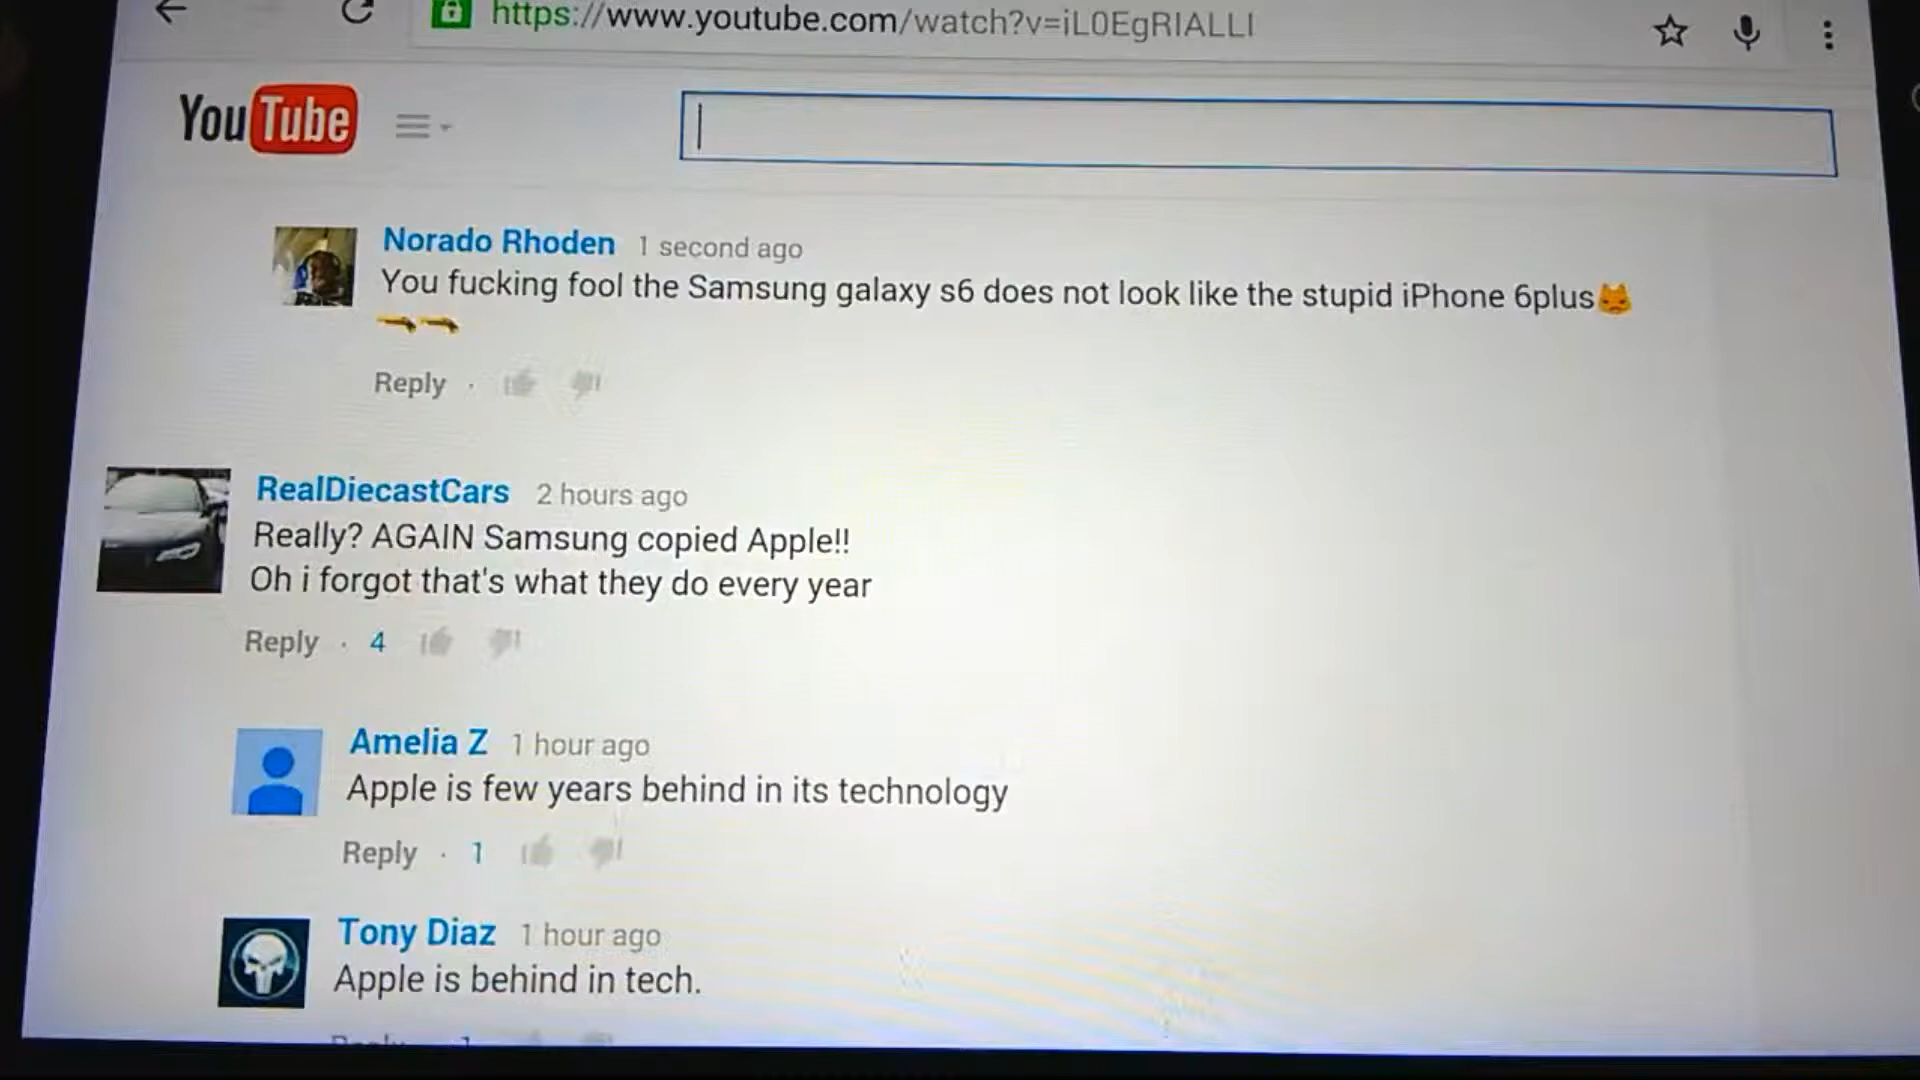 https://www.youtube.com/watch?v=iL0EgRIALLI
YouTube
Norado Rhoden 1 second ago
You fucking fool the Samsung galaxy s6 does not look like the stupid iPhone 6plus
Reply ·
RealDiecastCars 2 hours ago
Really? AGAIN Samsung copied Apple!!
Oh i forgot that's what they do every year
Reply · 4
Amelia Z 1 hour ago
Apple is few years behind in its technology
Reply · 1
Tony Diaz 1 hour ago
Apple is behind in tech.
Reply 1